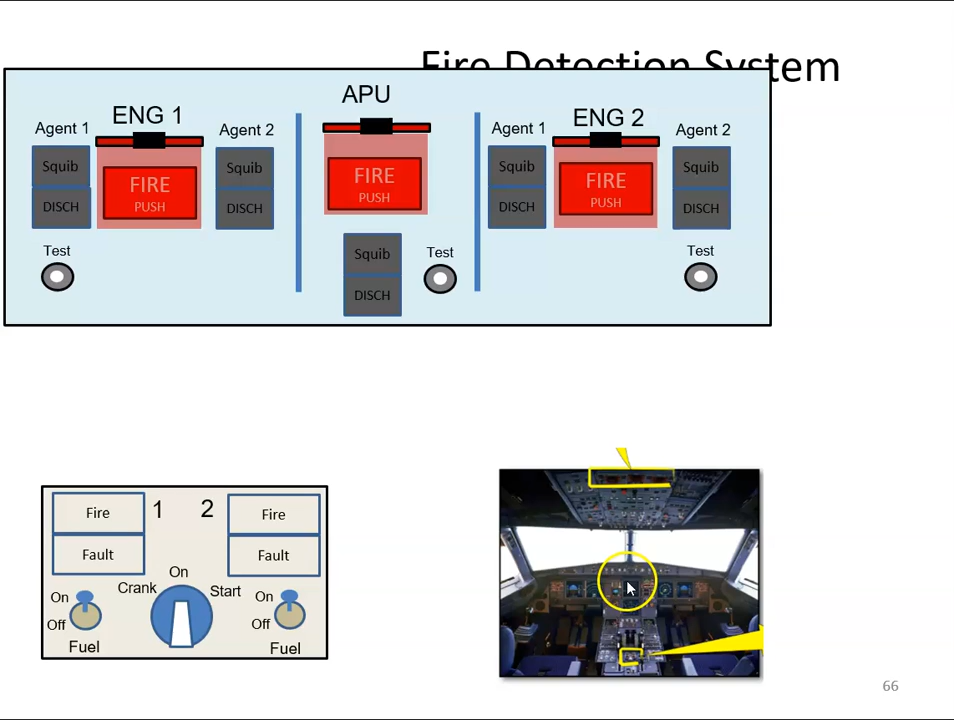 Fire Detection System
APU
ENG 1
ENG 2
Agent 1
Agent 2
Agent 1
Agent 2
Squib
FIRE
PUSH
Squib
FIRE
PUSH
Squib
FIRE
PUSH
Squib
DISCH
DISCH
DISCH
DISCH
Test
Squib
Test
Test
DISCH
Fire
1
2
Fire
Fault
Fault
On
Crank
Start
On
Off
On
Off
Fuel
Fuel
66